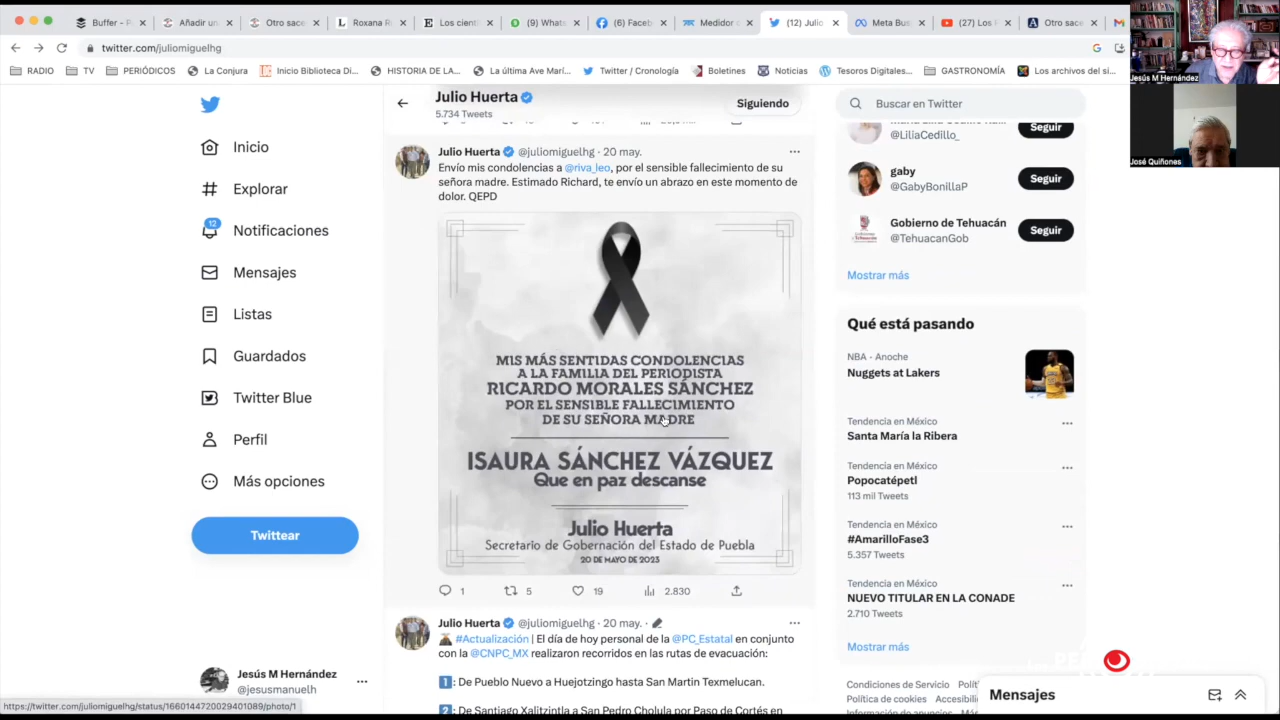 Buffer - P
Añadir un
Otro sace
Roxana R
Los cientí
(9) Whats
(6) Faceb
Medidor d
(12) Julio
Meta Bus
(27) Los P
Otro sace
twitter.com/juliomiguelhg
RADIO
TV
PERIÓDICOS
La Conjura
Inicio Biblioteca Di...
HISTORIA DE LA...
La última Ave Marí...
Twitter / Cronología
Boletines
Noticias
Tesoros Digitales...
GASTRONOMÍA
Los archivos del si...
Jesús M Hernández
José Quiñones
Inicio
Explorar
12
Notificaciones
Mensajes
Listas
Guardados
Twitter Blue
Perfil
Más opciones
Twittear
Jesús M Hernández
@jesusmanuelh
https://twitter.com/juliomiguelhg/status/1660144720029401089/photo/1
Julio Huerta
5.734 Tweets
Siguiendo
Julio Huerta @juliomiguelhg · 20 may.
Envío mis condolencias a @riva_leo, por el sensible fallecimiento de su
señora madre. Estimado Richard, te envío un abrazo en este momento de
dolor. QEPD
MIS MÁS SENTIDAS CONDOLENCIAS
A LA FAMILIA DEL PERIODISTA
RICARDO MORALES SÁNCHEZ
POR EL SENSIBLE FALLECIMIENTO
DE SU SEÑORA MADRE
ISAURA SÁNCHEZ VÁZQUEZ
Que en paz descanse
Julio Huerta
Secretario de Gobernación del Estado de Puebla
20 DE MAYO DE 2023
1
5
19
2.830
Julio Huerta @juliomiguelhg · 20 may. ·
#Actualización | El día de hoy personal de la @PC_Estatal en conjunto
con la @CNPC_MX realizaron recorridos en las rutas de evacuación:
1: De Pueblo Nuevo a Huejotzingo hasta San Martin Texmelucan.
2: De Santiago Xalitzintla a San Pedro Cholula por Paso de Cortés en
Buscar en Twitter
@LiliaCedillo_
Seguir
gaby
@GabyBonillaP
Seguir
Gobierno de Tehuacán
@TehuacanGob
Seguir
Mostrar más
Qué está pasando
NBA · Anoche
Nuggets at Lakers
Tendencia en México
Santa María la Ribera
Tendencia en México
Popocatépetl
113 mil Tweets
Tendencia en México
#AmarilloFase3
5.357 Tweets
Tendencia en México
NUEVO TITULAR EN LA CONADE
2.710 Tweets
Mostrar más
Condiciones de Servicio
Política de cookies
Mensajes